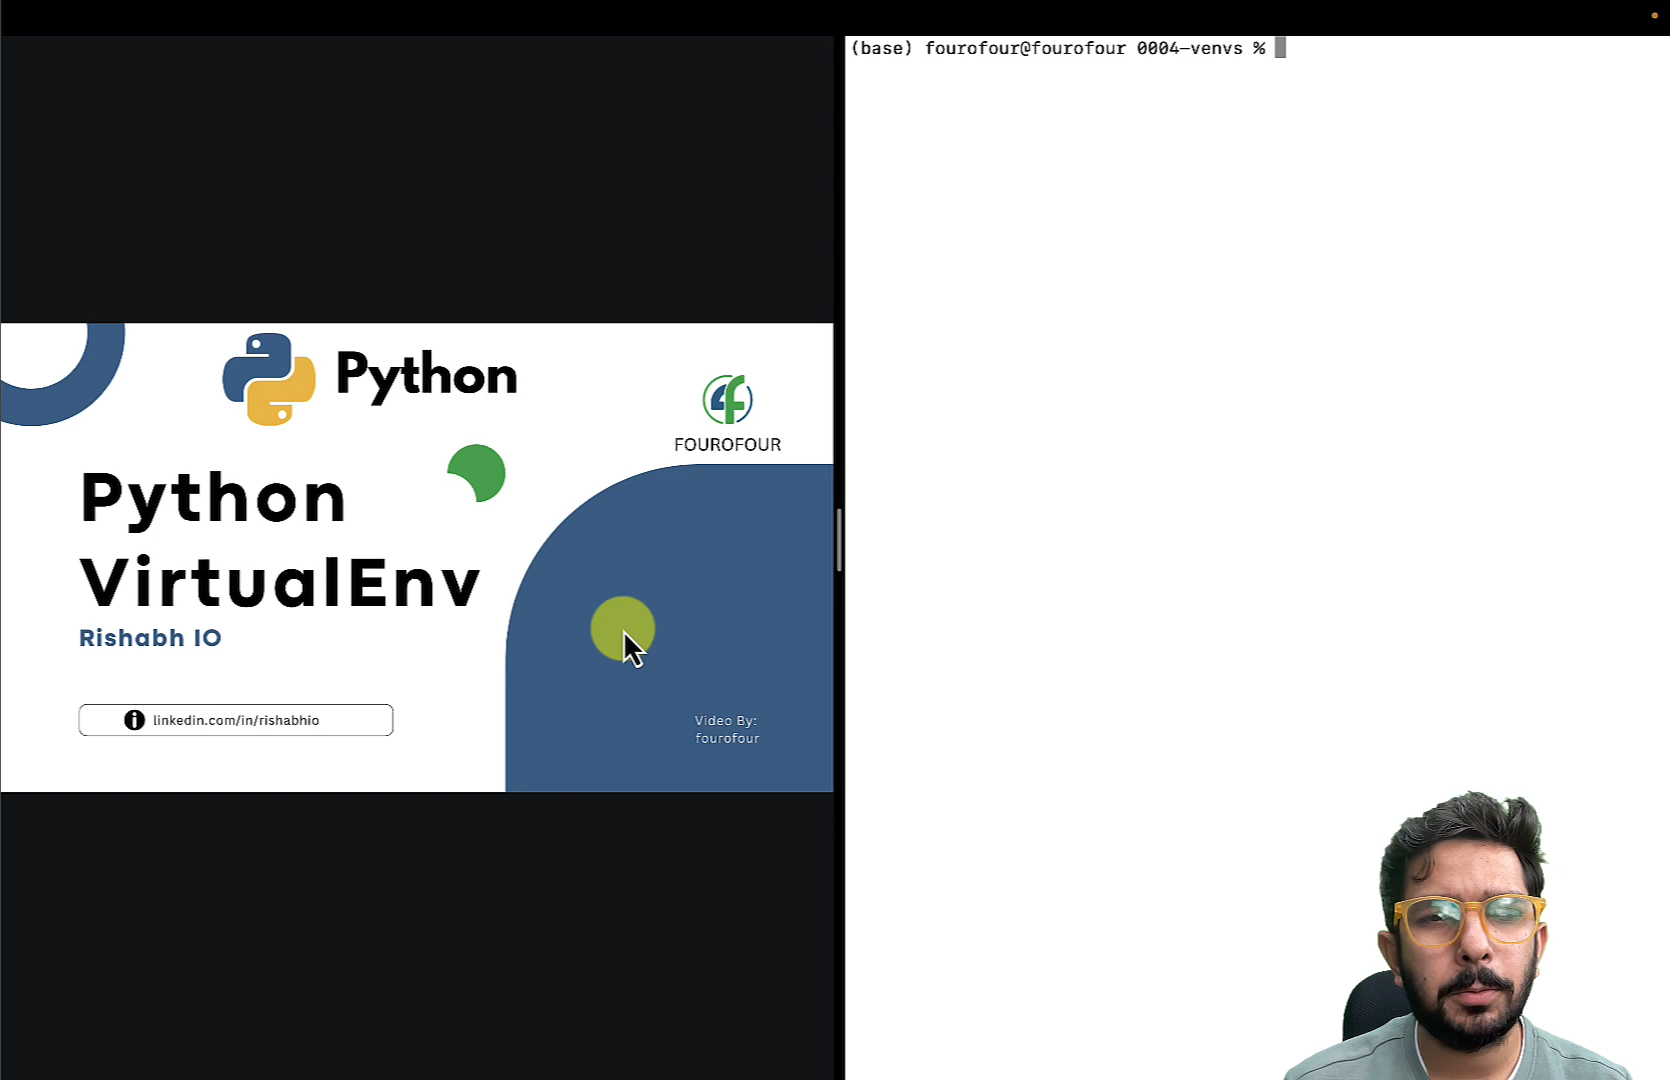 (base) fourofour@fourofour 0004-venvs %
Python
FOUROFOUR
Python
VirtualEnv
Rishabh IO
linkedin.com/in/rishabhio
Video By:
fourofour